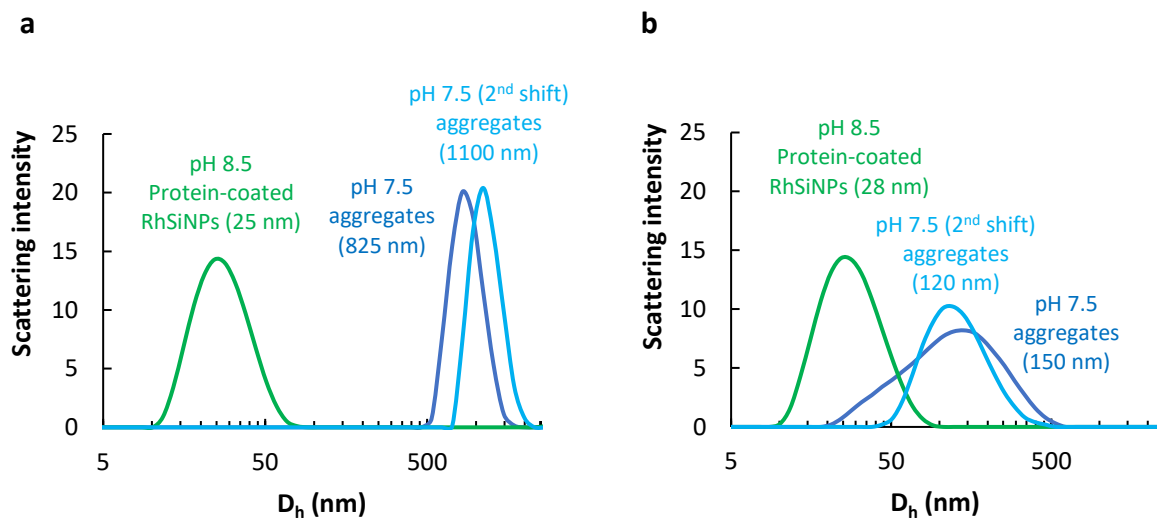 a
Scattering intensity
25
20
15
10
5
0
5
50
500
Dₕ (nm)
pH 8.5
Protein-coated
RhSiNPs (25 nm)
pH 7.5
aggregates
(825 nm)
pH 7.5 (2ⁿᵈ shift)
aggregates
(1100 nm)
b
Scattering intensity
25
20
15
10
5
0
5
50
500
Dₕ (nm)
pH 8.5
Protein-coated
RhSiNPs (28 nm)
pH 7.5 (2ⁿᵈ shift)
aggregates
(120 nm)
pH 7.5
aggregates
(150 nm)